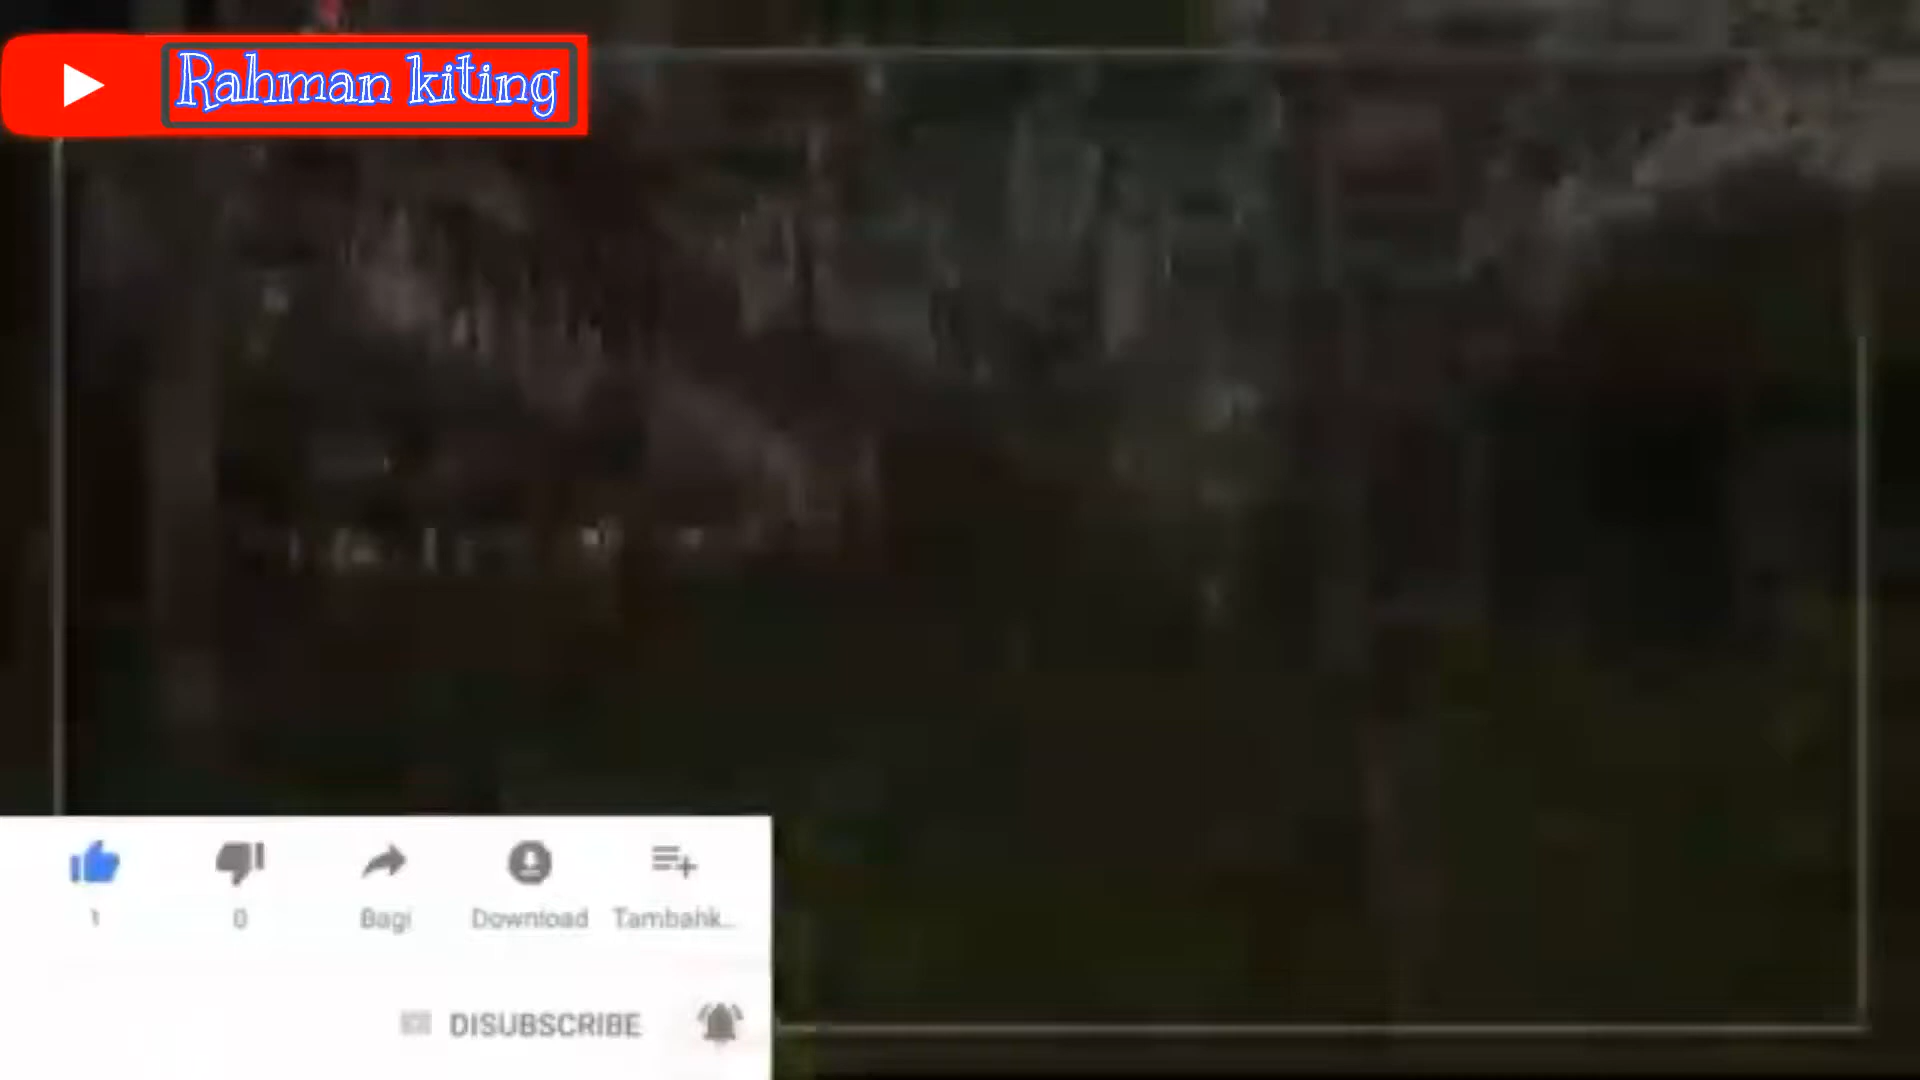 Rahman kiting
1
0
Bagi
Download
Tambahk...
DISUBSCRIBE